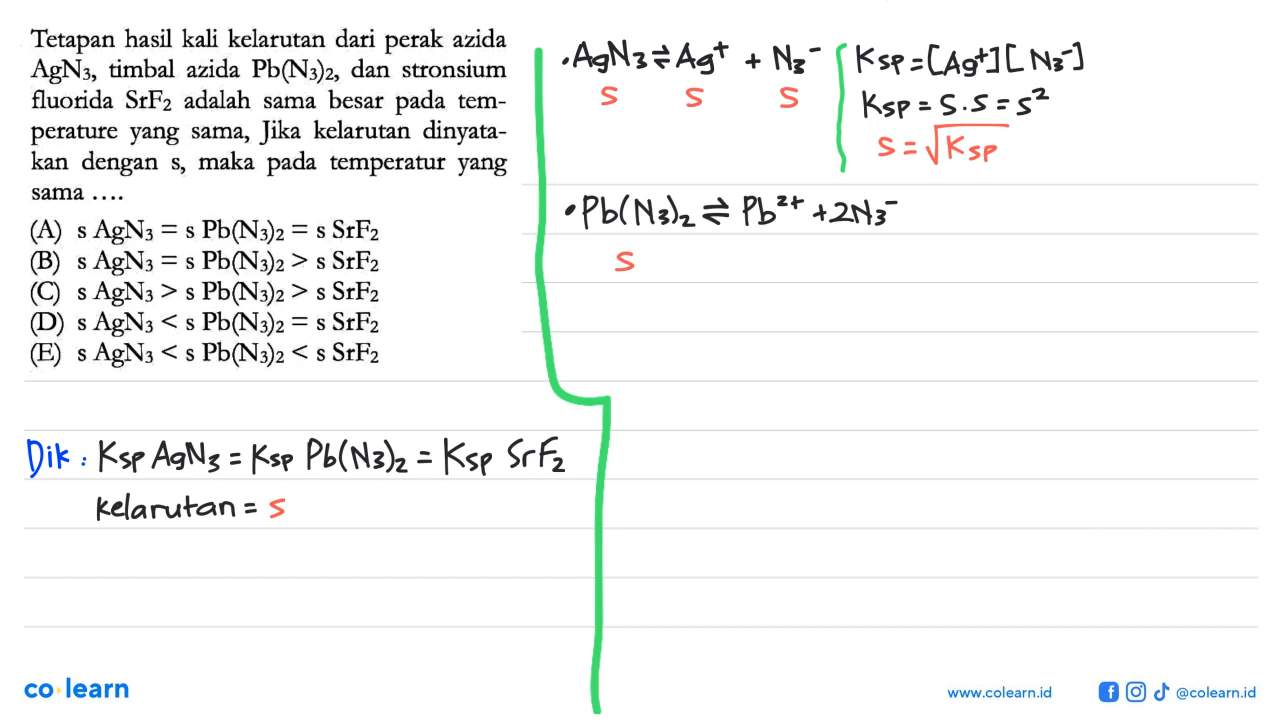 Tetapan hasil kali kelarutan dari perak azida
AgN₃, timbal azida Pb(N₃)₂, dan stronsium
fluorida SrF₂ adalah sama besar pada tem-
perature yang sama, Jika kelarutan dinyata-
kan dengan s, maka pada temperatur yang
sama ....
(A) s AgN₃ = s Pb(N₃)₂ = s SrF₂
(B) s AgN₃ = s Pb(N₃)₂ > s SrF₂
(C) s AgN₃ > s Pb(N₃)₂ > s SrF₂
(D) s AgN₃ < s Pb(N₃)₂ = s SrF₂
(E) s AgN₃ < s Pb(N₃)₂ < s SrF₂
Dik : Ksp AgN₃ = Ksp Pb(N₃)₂ = Ksp SrF₂
kelarutan = s
• AgN₃ ⇌ Ag⁺ + N₃⁻
s s s
Ksp = [Ag⁺][N₃⁻]
Ksp = s . s = s²
s = √Ksp
• Pb(N₃)₂ ⇌ Pb²⁺ + 2N₃⁻
s
co learn
www.colearn.id
@colearn.id